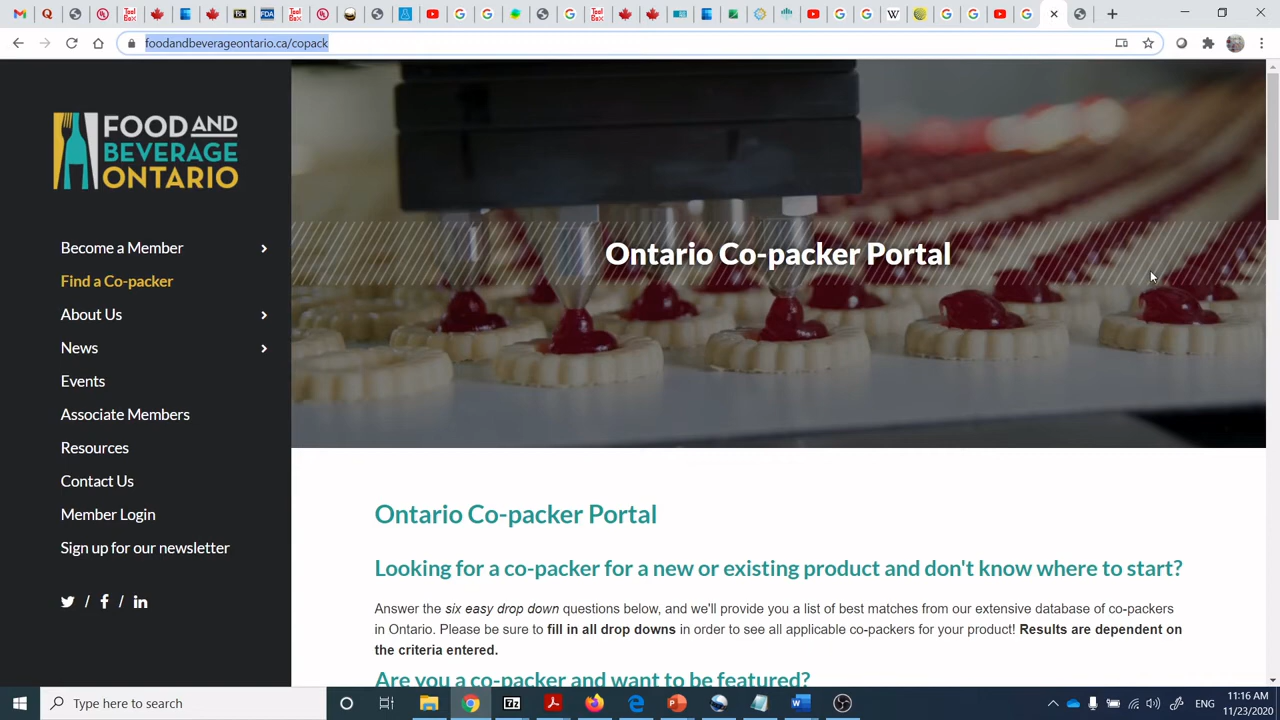 foodandbeverageontario.ca/copack
FOOD AND
BEVERAGE
ONTARIO
Become a Member
Find a Co-packer
About Us
News
Events
Associate Members
Resources
Contact Us
Member Login
Sign up for our newsletter
/ /
Ontario Co-packer Portal
Ontario Co-packer Portal
Looking for a co-packer for a new or existing product and don't know where to start?
Answer the six easy drop down questions below, and we'll provide you a list of best matches from our extensive database of co-packers
in Ontario. Please be sure to fill in all drop downs in order to see all applicable co-packers for your product! Results are dependent on
the criteria entered.
Are you a co-packer and want to be featured?
Type here to search
ENG
11:16 AM
11/23/2020